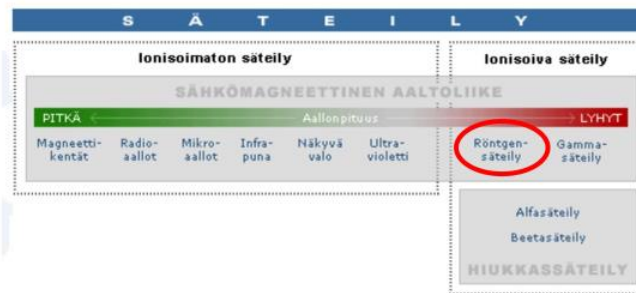 SÄTEILY
Ionisoimaton säteily
Ionisoiva säteily
SÄHKÖMAGNEETTINEN AALTOLIIKE
PITKÄ Aallonpituus LYHYT
Magneetti- Radio- Mikro- Infra- Näkyvä Ultra- Röntgen- Gamma-
kentät aallot aallot puna valo violetti säteily säteily
Alfasäteily
Beetasäteily
HIUKKASSÄTEILY